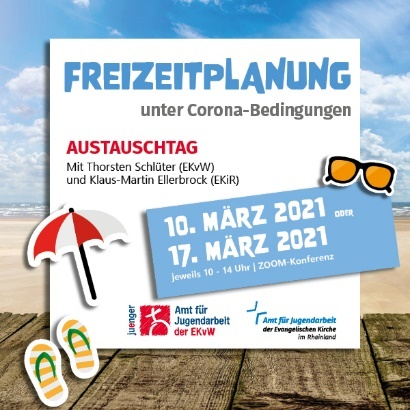 FREIZEITPLANUNG
unter Corona-Bedingungen
AUSTAUSCHTAG
Mit Thorsten Schlüter (EKvW)
und Klaus-Martin Ellerbrock (EKiR)
10. MÄRZ 2021 ODER
17. MÄRZ 2021
jeweils 10 - 14 Uhr | ZOOM-Konferenz
juenger
Amt für
Jugendarbeit
der EKvW
Amt für Jugendarbeit
der Evangelischen Kirche
im Rheinland